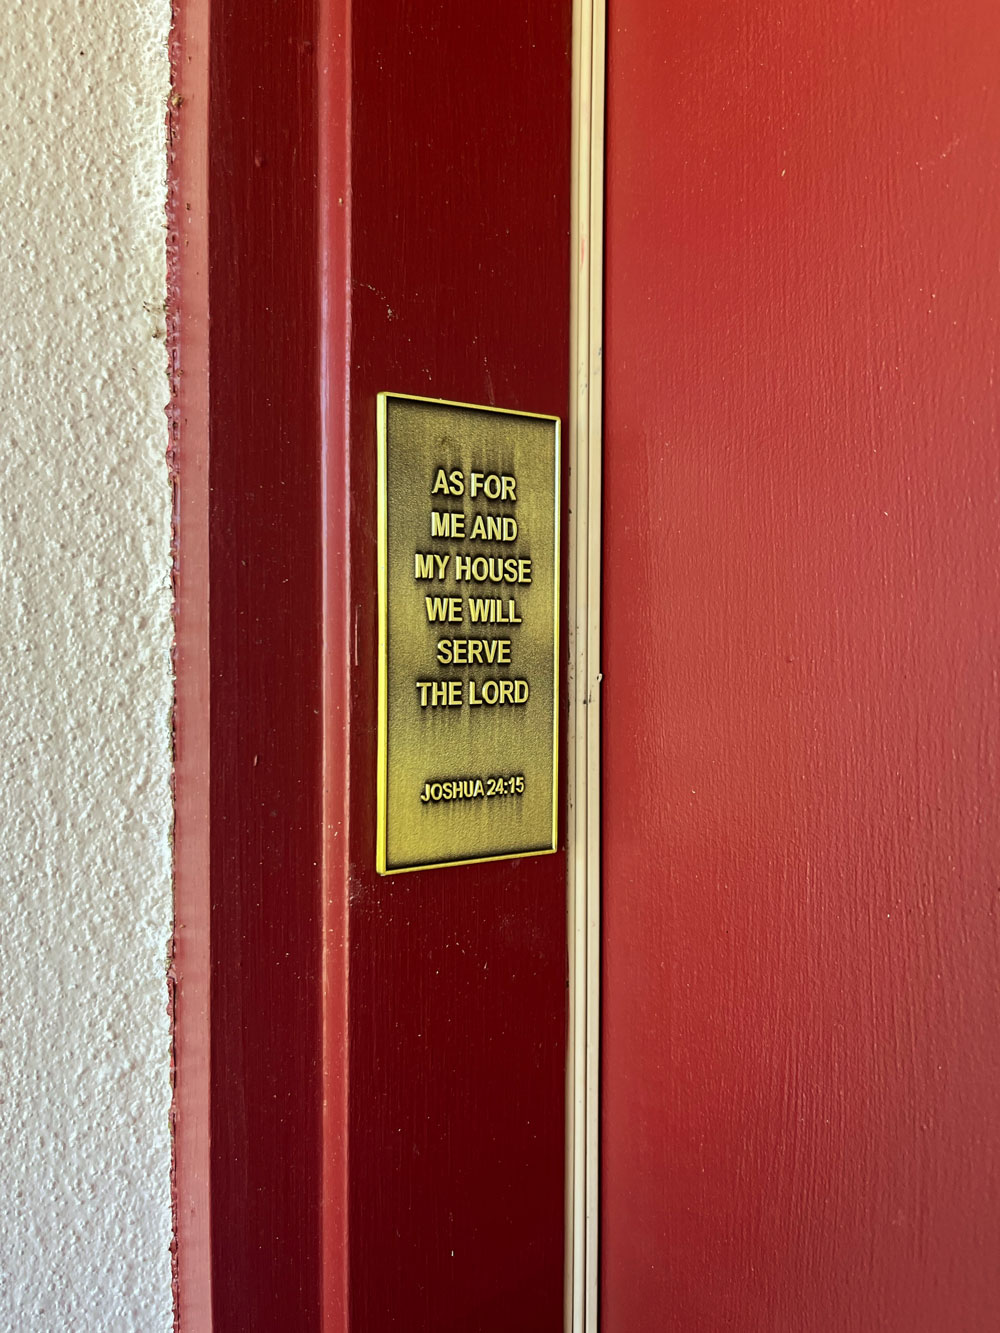 AS FOR
ME AND
MY HOUSE
WE WILL
SERVE
THE LORD
JOSHUA 24:15